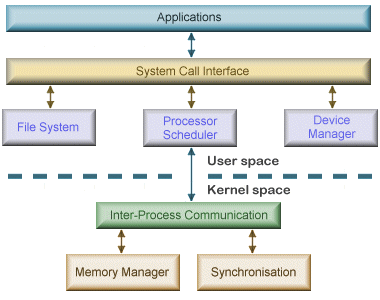 Applications
System Call Interface
File System
Processor
Scheduler
Device
Manager
User space
Kernel space
Inter-Process Communication
Memory Manager
Synchronisation